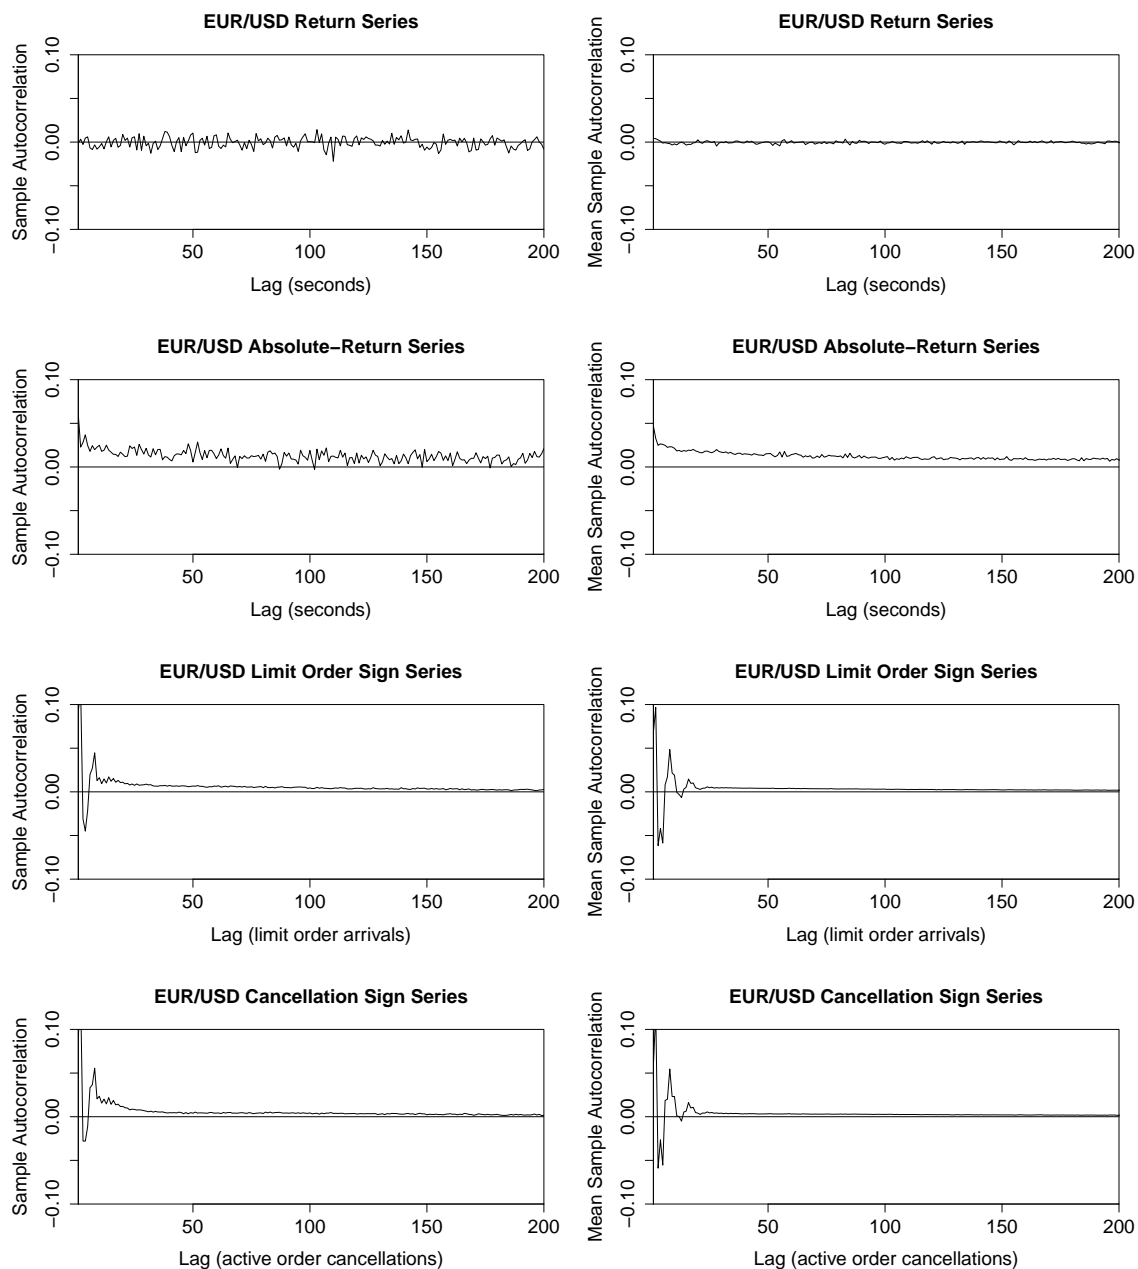 EUR/USD Return Series
Sample Autocorrelation
0.10
0.00
−0.10
50 100 150 200
Lag (seconds)
EUR/USD Return Series
Mean Sample Autocorrelation
0.10
0.00
−0.10
50 100 150 200
Lag (seconds)
EUR/USD Absolute−Return Series
Sample Autocorrelation
0.10
0.00
−0.10
50 100 150 200
Lag (seconds)
EUR/USD Absolute−Return Series
Mean Sample Autocorrelation
0.10
0.00
−0.10
50 100 150 200
Lag (seconds)
EUR/USD Limit Order Sign Series
Sample Autocorrelation
0.10
0.00
−0.10
50 100 150 200
Lag (limit order arrivals)
EUR/USD Limit Order Sign Series
Mean Sample Autocorrelation
0.10
0.00
−0.10
50 100 150 200
Lag (limit order arrivals)
EUR/USD Cancellation Sign Series
Sample Autocorrelation
0.10
0.00
−0.10
50 100 150 200
Lag (active order cancellations)
EUR/USD Cancellation Sign Series
Mean Sample Autocorrelation
0.10
0.00
−0.10
50 100 150 200
Lag (active order cancellations)